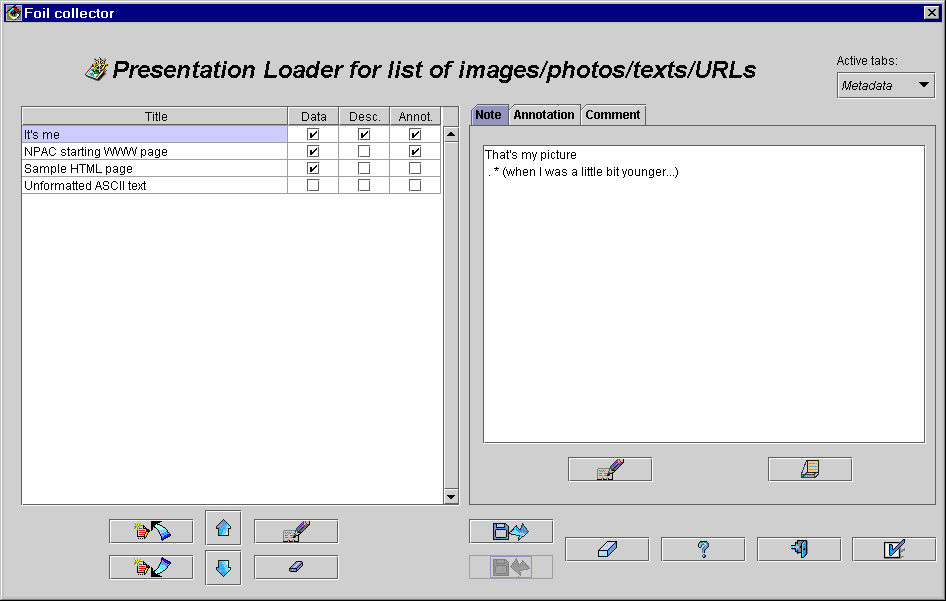 Foil collector
Presentation Loader for list of images/photos/texts/URLs
Active tabs:
Metadata
Title Data Desc. Annot.
It's me
NPAC starting WWW page
Sample HTML page
Unformatted ASCII text
Note Annotation Comment
That's my picture
. * (when I was a little bit younger...)
?